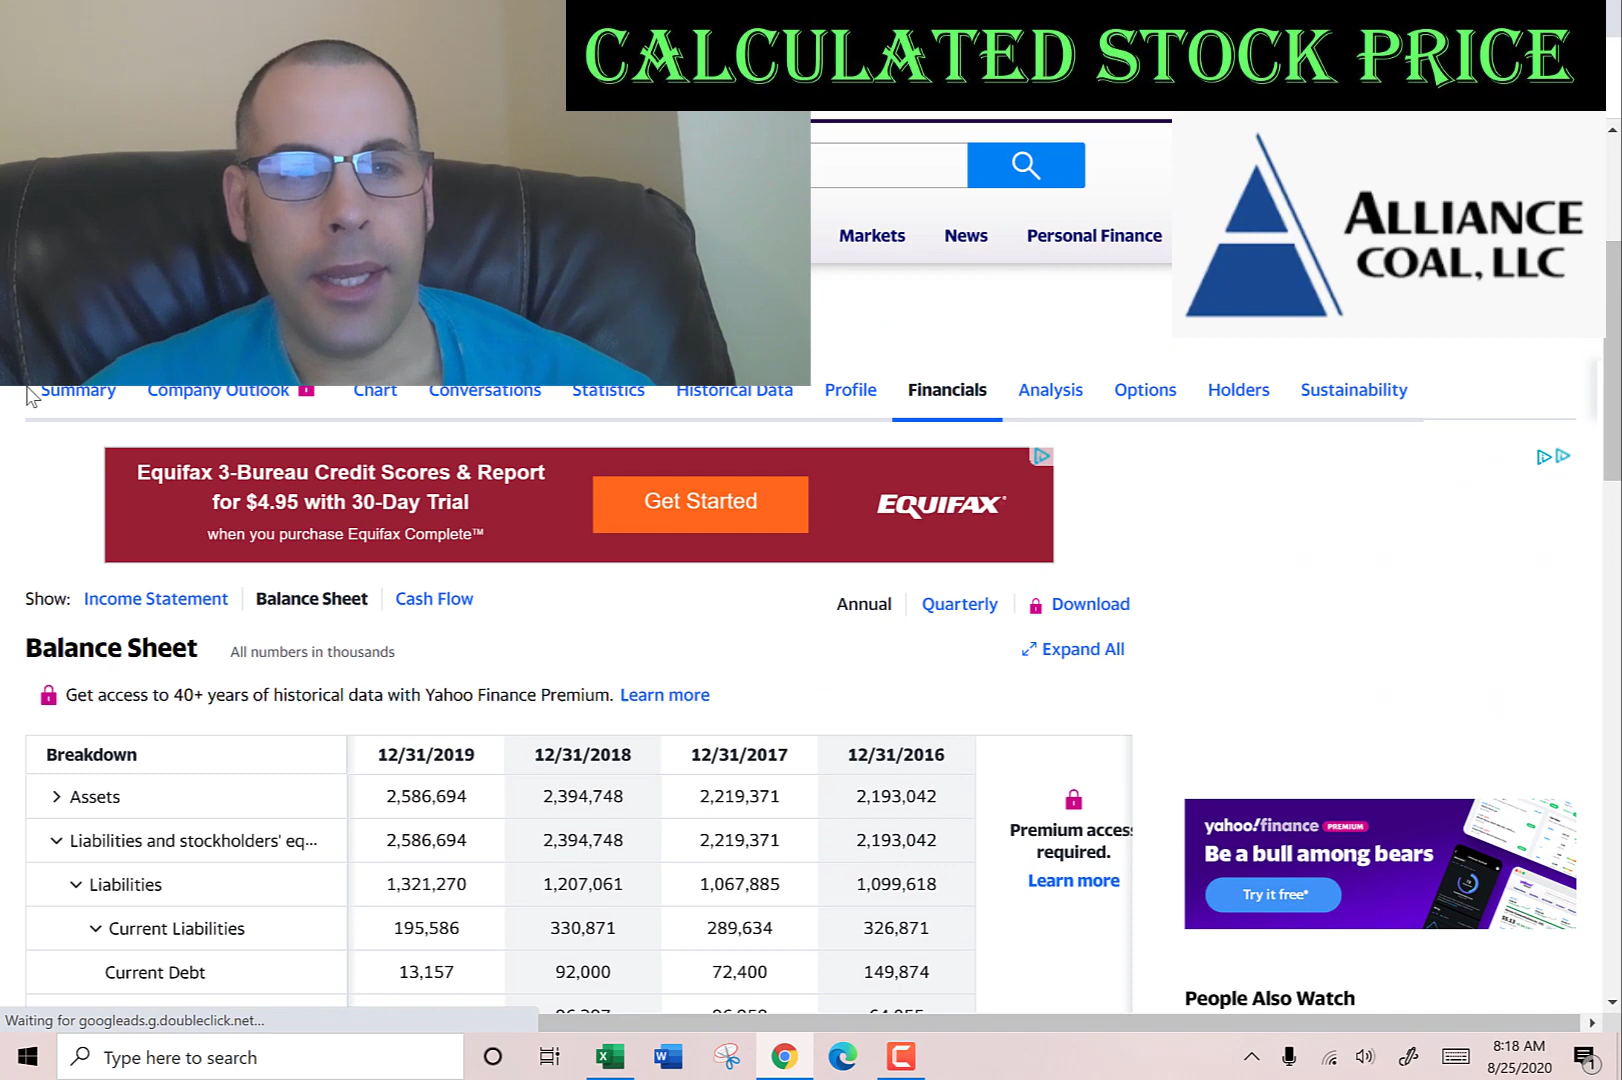 CALCULATED STOCK PRICE
ALLIANCE
COAL, LLC
Markets News Personal Finance
Summary Company Outlook Chart Conversations Statistics Historical Data Profile Financials Analysis Options Holders Sustainability
Equifax 3-Bureau Credit Scores & Report
for $4.95 with 30-Day Trial
when you purchase Equifax Complete™
Get Started
EQUIFAX
Show: Income Statement Balance Sheet Cash Flow
Annual Quarterly Download
Balance Sheet All numbers in thousands
Expand All
Get access to 40+ years of historical data with Yahoo Finance Premium. Learn more
Breakdown 12/31/2019 12/31/2018 12/31/2017 12/31/2016
Assets 2,586,694 2,394,748 2,219,371 2,193,042
Liabilities and stockholders' eq... 2,586,694 2,394,748 2,219,371 2,193,042
Liabilities 1,321,270 1,207,061 1,067,885 1,099,618
Current Liabilities 195,586 330,871 289,634 326,871
Current Debt 13,157 92,000 72,400 149,874
Premium access
required.
Learn more
yahoo!finance PREMIUM
Be a bull among bears
Try it free*
People Also Watch
Waiting for googleads.g.doubleclick.net...
Type here to search
8:18 AM
8/25/2020
1